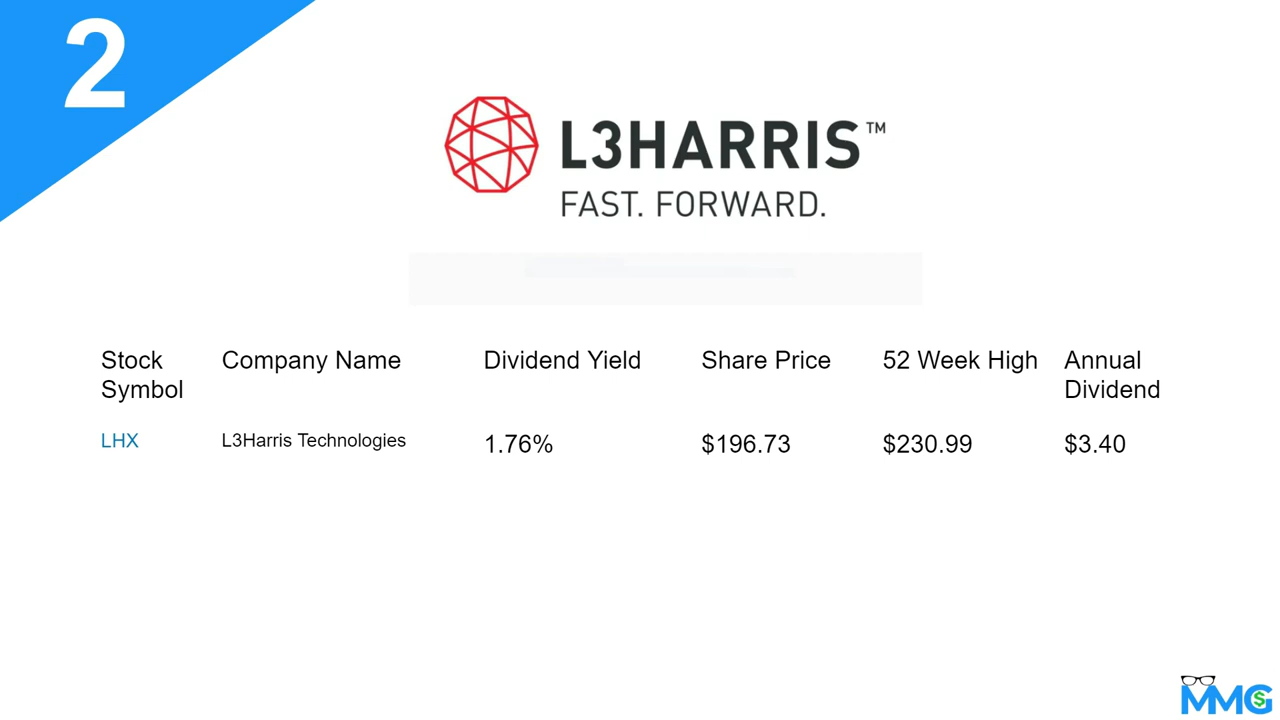 2
L3HARRIS™
FAST. FORWARD.
Stock Symbol Company Name Dividend Yield Share Price 52 Week High Annual Dividend
LHX L3Harris Technologies 1.76% $196.73 $230.99 $3.40
MMG$